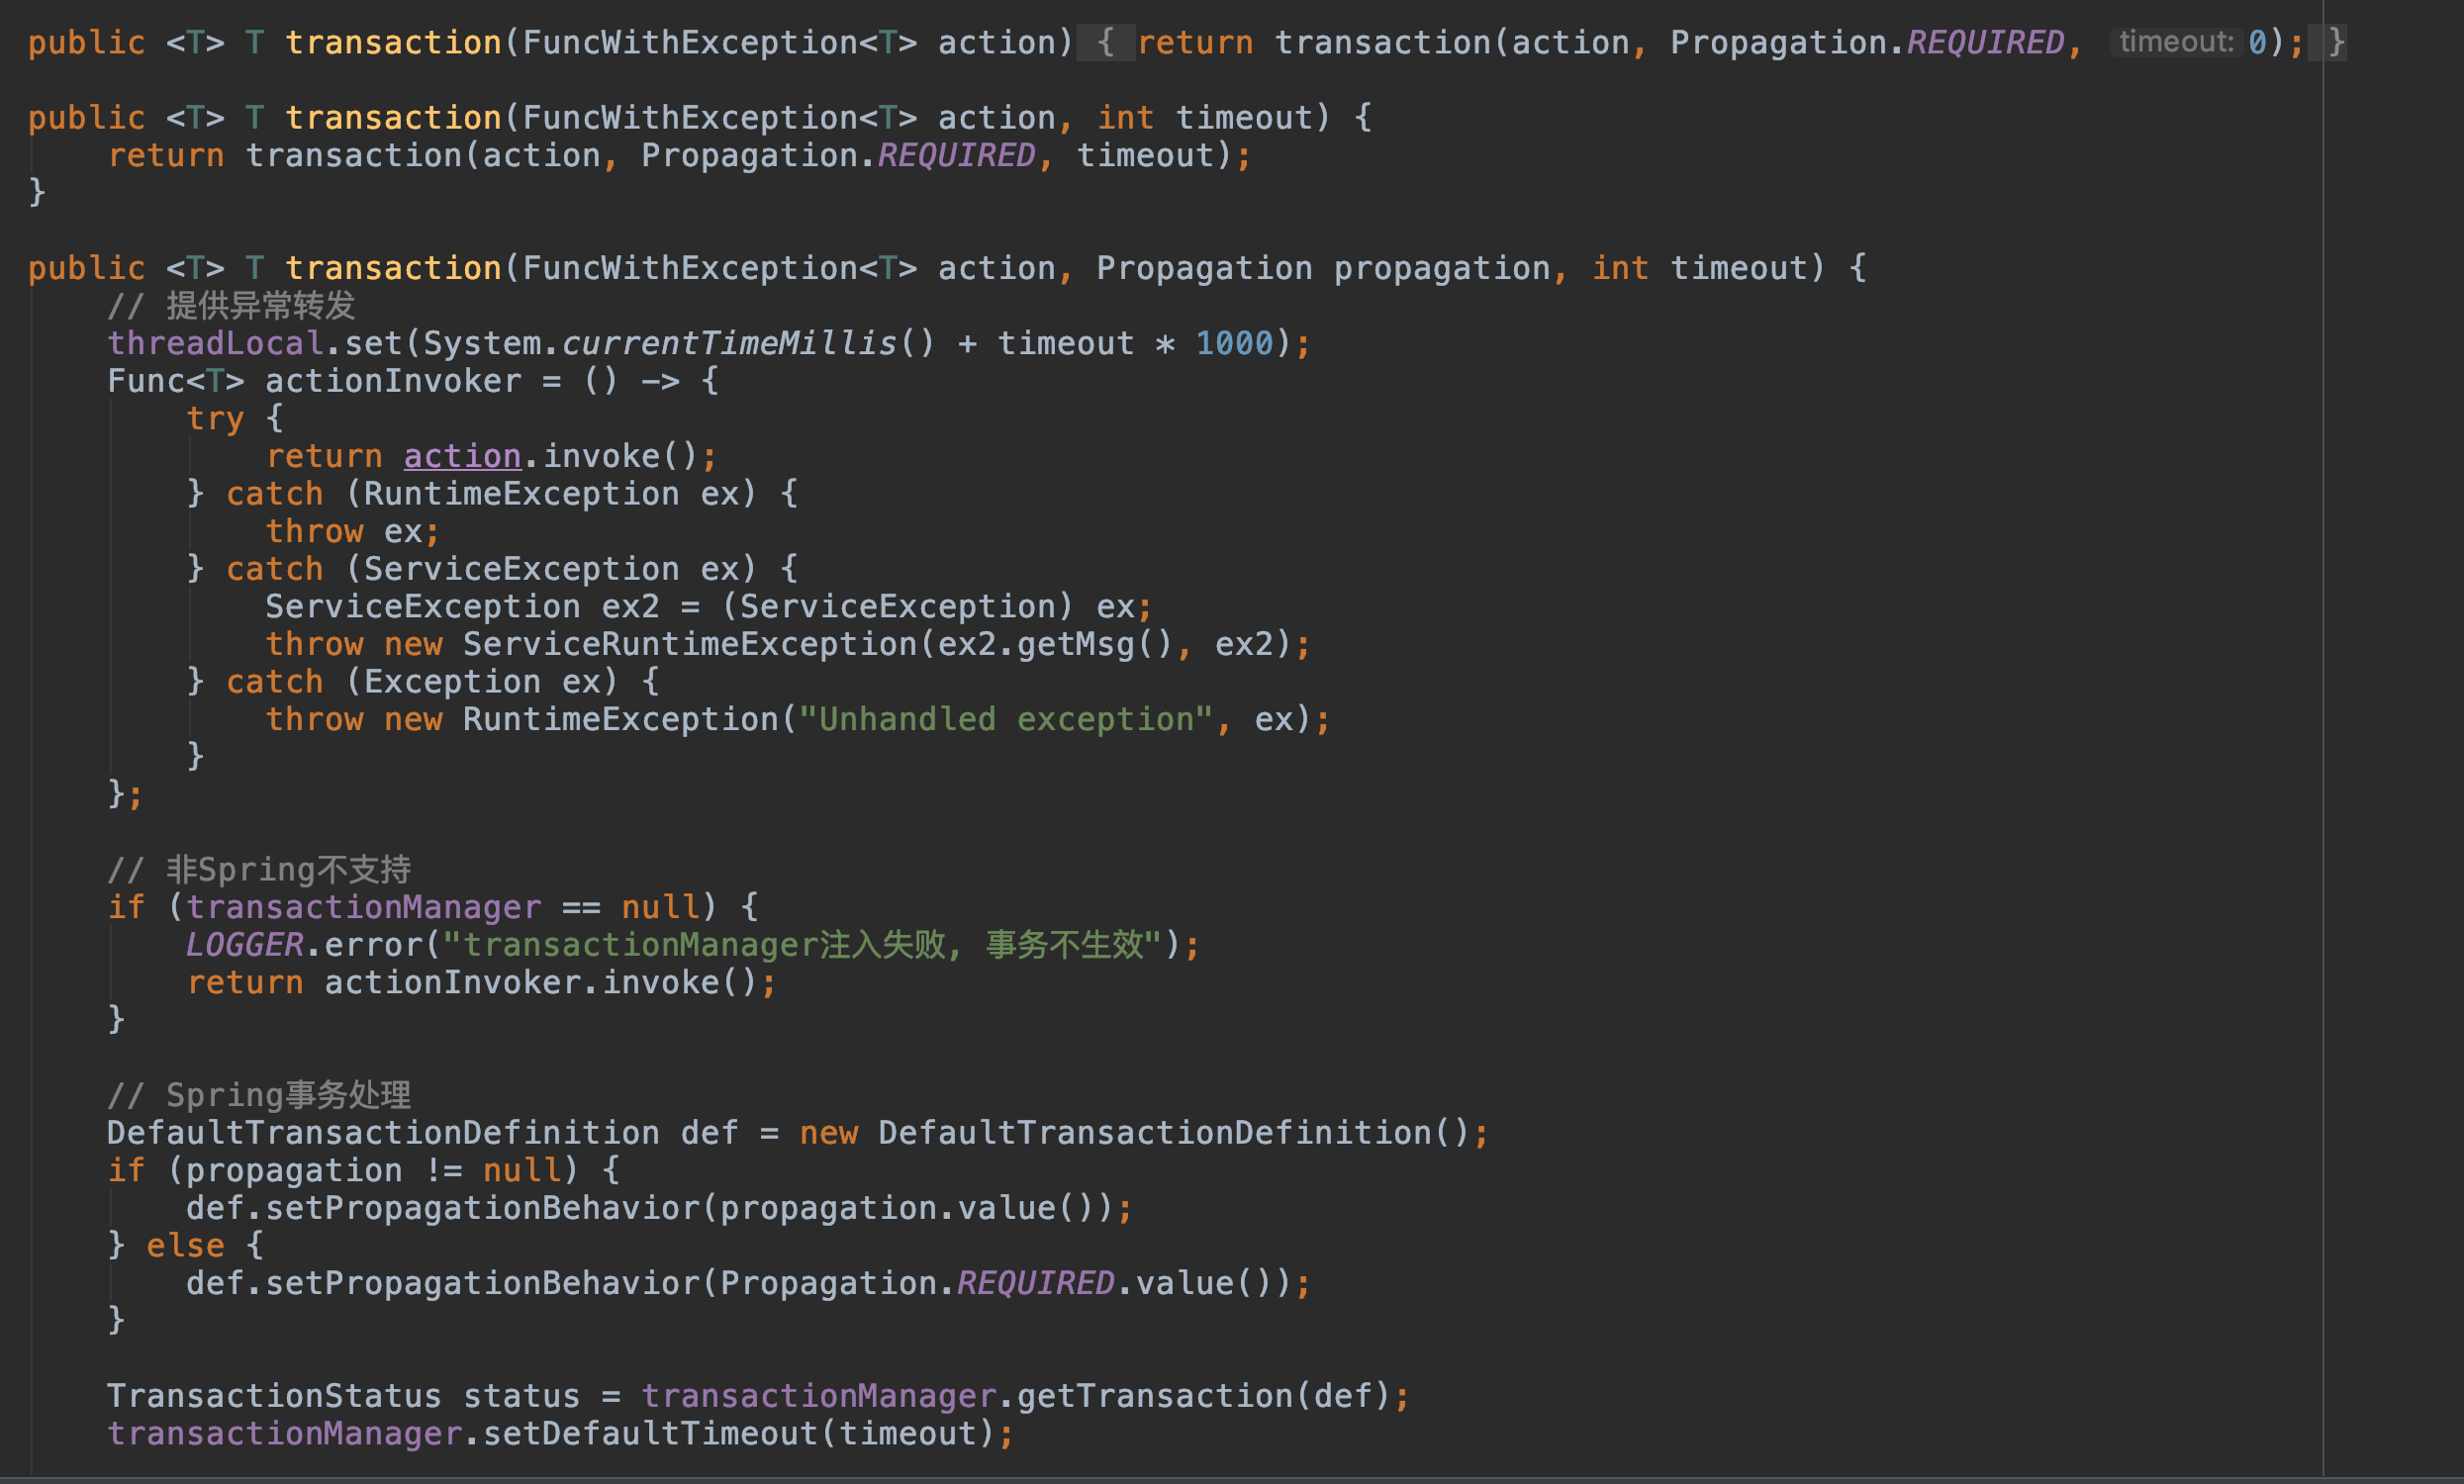 public <T> T transaction(FuncWithException<T> action) { return transaction(action, Propagation.REQUIRED, timeout: 0); }
public <T> T transaction(FuncWithException<T> action, int timeout) {
return transaction(action, Propagation.REQUIRED, timeout);
}
public <T> T transaction(FuncWithException<T> action, Propagation propagation, int timeout) {
// 提供异常转发
threadLocal.set(System.currentTimeMillis() + timeout * 1000);
Func<T> actionInvoker = () -> {
try {
return action.invoke();
} catch (RuntimeException ex) {
throw ex;
} catch (ServiceException ex) {
ServiceException ex2 = (ServiceException) ex;
throw new ServiceRuntimeException(ex2.getMsg(), ex2);
} catch (Exception ex) {
throw new RuntimeException("Unhandled exception", ex);
}
};
// 非Spring不支持
if (transactionManager == null) {
LOGGER.error("transactionManager注入失败, 事务不生效");
return actionInvoker.invoke();
}
// Spring事务处理
DefaultTransactionDefinition def = new DefaultTransactionDefinition();
if (propagation != null) {
def.setPropagationBehavior(propagation.value());
} else {
def.setPropagationBehavior(Propagation.REQUIRED.value());
}
TransactionStatus status = transactionManager.getTransaction(def);
transactionManager.setDefaultTimeout(timeout);